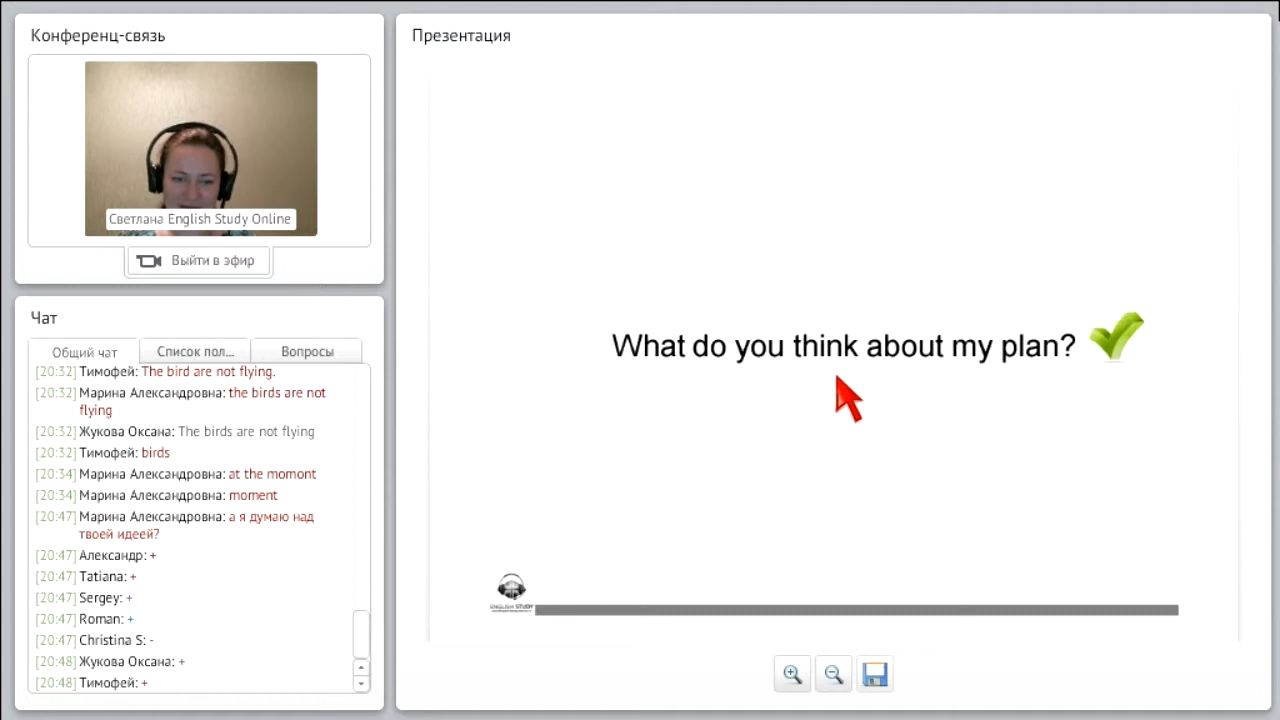 Конференц-связь
Светлана English Study Online
Выйти в эфир
Чат
Общий чат
Список пол...
Вопросы
[20:32] Тимофей: The bird are not flying.
[20:32] Марина Александровна: the birds are not
flying
[20:32] Жукова Оксана: The birds are not flying
[20:32] Тимофей: birds
[20:34] Марина Александровна: at the momont
[20:34] Марина Александровна: moment
[20:47] Марина Александровна: а я думаю над
твоей идеей?
[20:47] Александр: +
[20:47] Tatiana: +
[20:47] Sergey: +
[20:47] Roman: +
[20:47] Christina S: -
[20:48] Жукова Оксана: +
[20:48] Тимофей: +
Презентация
What do you think about my plan?
ENGLISH STUDY